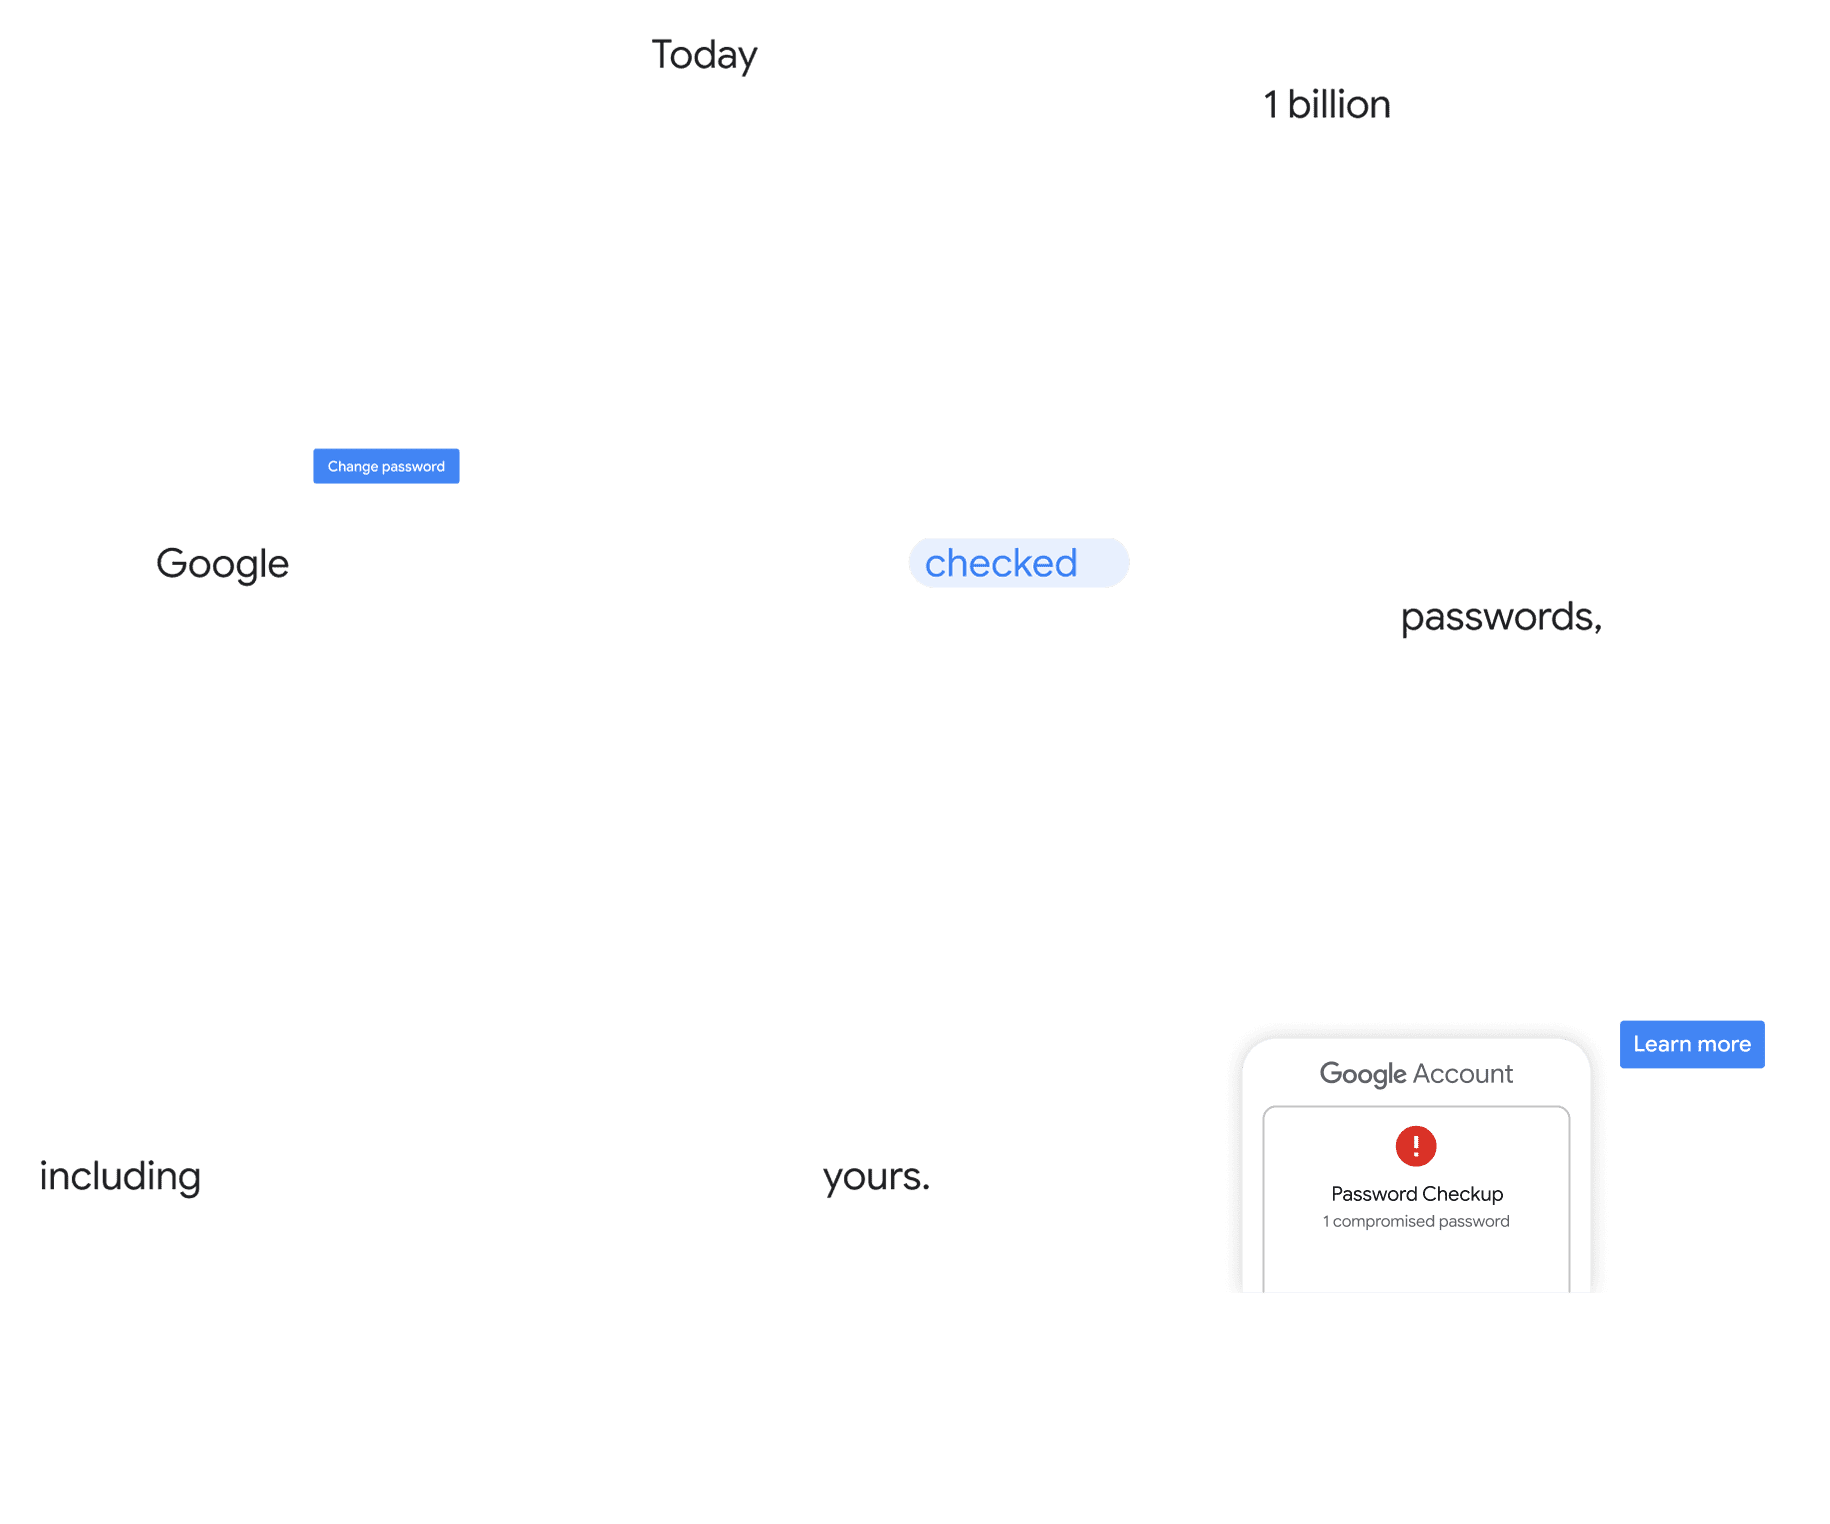 Today
1 billion
Change password
Google
checked
passwords,
Learn more
Google Account
Password Checkup
1 compromised password
including
yours.